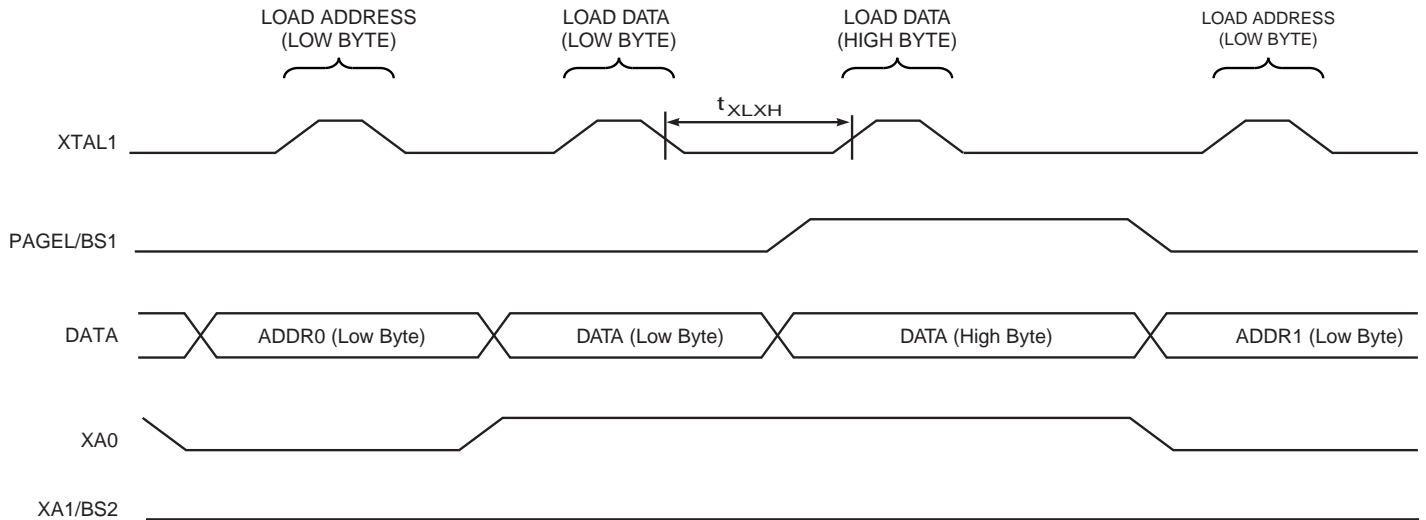 LOAD ADDRESS
(LOW BYTE)
LOAD DATA
(LOW BYTE)
LOAD DATA
(HIGH BYTE)
LOAD ADDRESS
(LOW BYTE)
tXLXH
XTAL1
PAGEL/BS1
DATA
ADDR0 (Low Byte)
DATA (Low Byte)
DATA (High Byte)
ADDR1 (Low Byte)
XA0
XA1/BS2